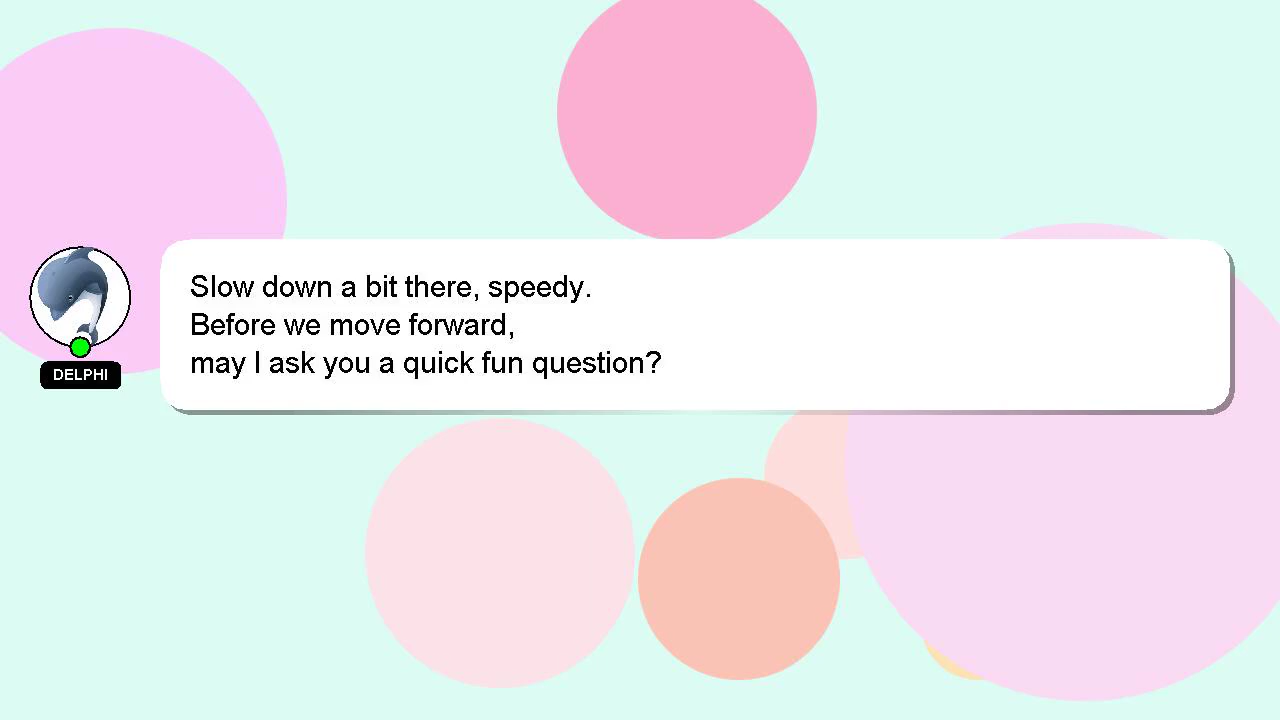 Slow down a bit there, speedy.
Before we move forward,
may I ask you a quick fun question?
DELPHI